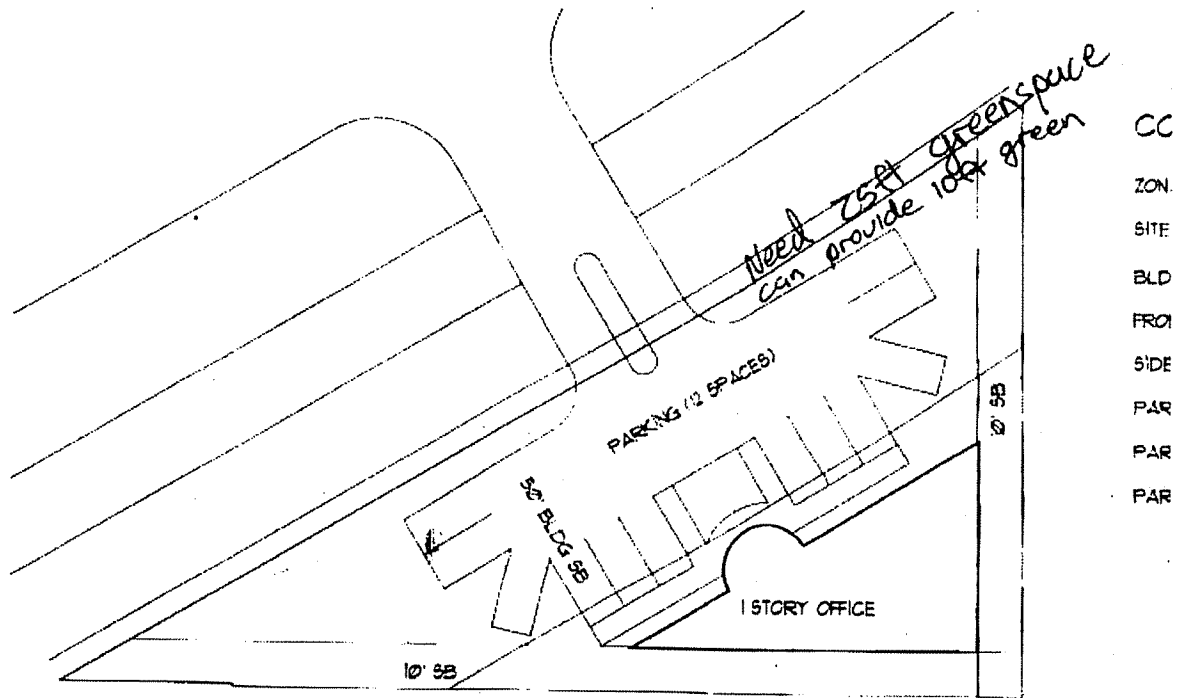 Need 25ft greenspace
can provide 10ft green
CC
ZON.
SITE
BLD
FRO
SIDE
PAR
PAR
PAR
PARKING (12 SPACES)
10' SB
50' BLDG SB
1 STORY OFFICE
10' SB